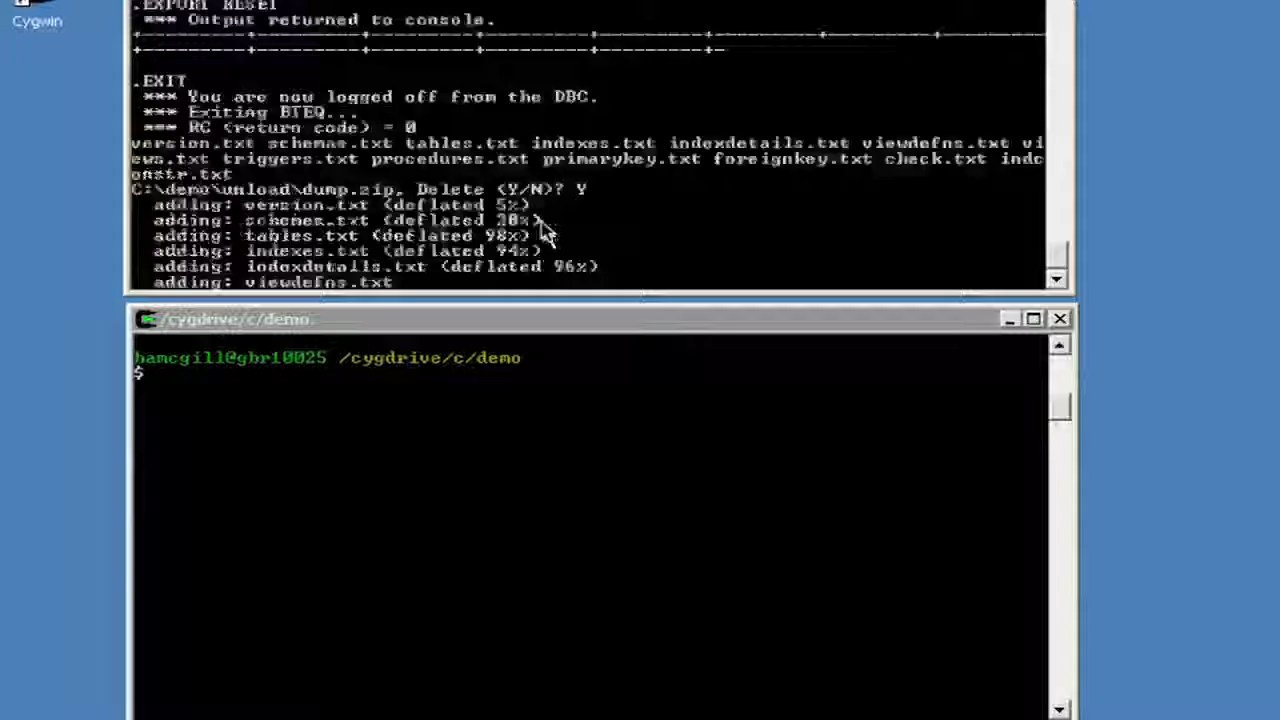 Cygwin
.EXPORT RESET
*** Output returned to console.
+---------+---------+---------+---------+---------+---------+---------+--------
+---------+---------+---------+---------+---------+-
.EXIT
*** You are now logged off from the DBC.
*** Exiting BTEQ...
*** RC (return code) = 0
version.txt schemas.txt tables.txt indexes.txt indexdetails.txt viewdefns.txt vi
ews.txt triggers.txt procedures.txt primarykey.txt foreignkey.txt check.txt indc
onstr.txt
C:\demo\unload\dump.zip, Delete (Y/N)? Y
adding: version.txt (deflated 5%)
adding: schemas.txt (deflated %)
adding: tables.txt (deflated 98%)
adding: indexes.txt (deflated 94%)
adding: indexdetails.txt (deflated 96%)
adding: viewdefns.txt
/cygdrive/c/demo
hamcgill@gbr10025 /cygdrive/c/demo
$